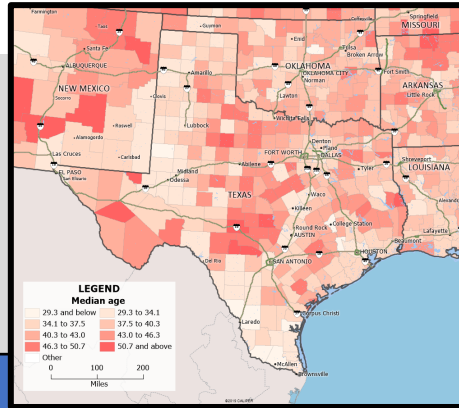 Springfield
Guymon
MISSOURI
Taos
Enid
Tulsa
Santa Fe
Broken Arrow
ALBUQUERQUE
Amarillo
OKLAHOMA
OKLAHOMA CITY
Fort Smith
Norman
ARKANSAS
NEW MEXICO
Little Rock
Socorro
Clovis
Lawton
Wichita Falls
Roswell
Lubbock
Alamogordo
Denton
Plano
FORT WORTH
DALLAS
Las Cruces
Carlsbad
Abilene
Tyler
Shreveport
EL PASO
Midland
LOUISIANA
San Elizario
Odessa
Waco
TEXAS
Killeen
College Station
Round Rock
AUSTIN
Lafayette
Beaumont
HOUSTON
Del Rio
SAN ANTONIO
LEGEND
Median age
29.3 and below 29.3 to 34.1
34.1 to 37.5 37.5 to 40.3
40.3 to 43.0 43.0 to 46.3
46.3 to 50.7 50.7 and above
Other
0 100 200
Miles
Corpus Christi
Laredo
McAllen
Brownsville